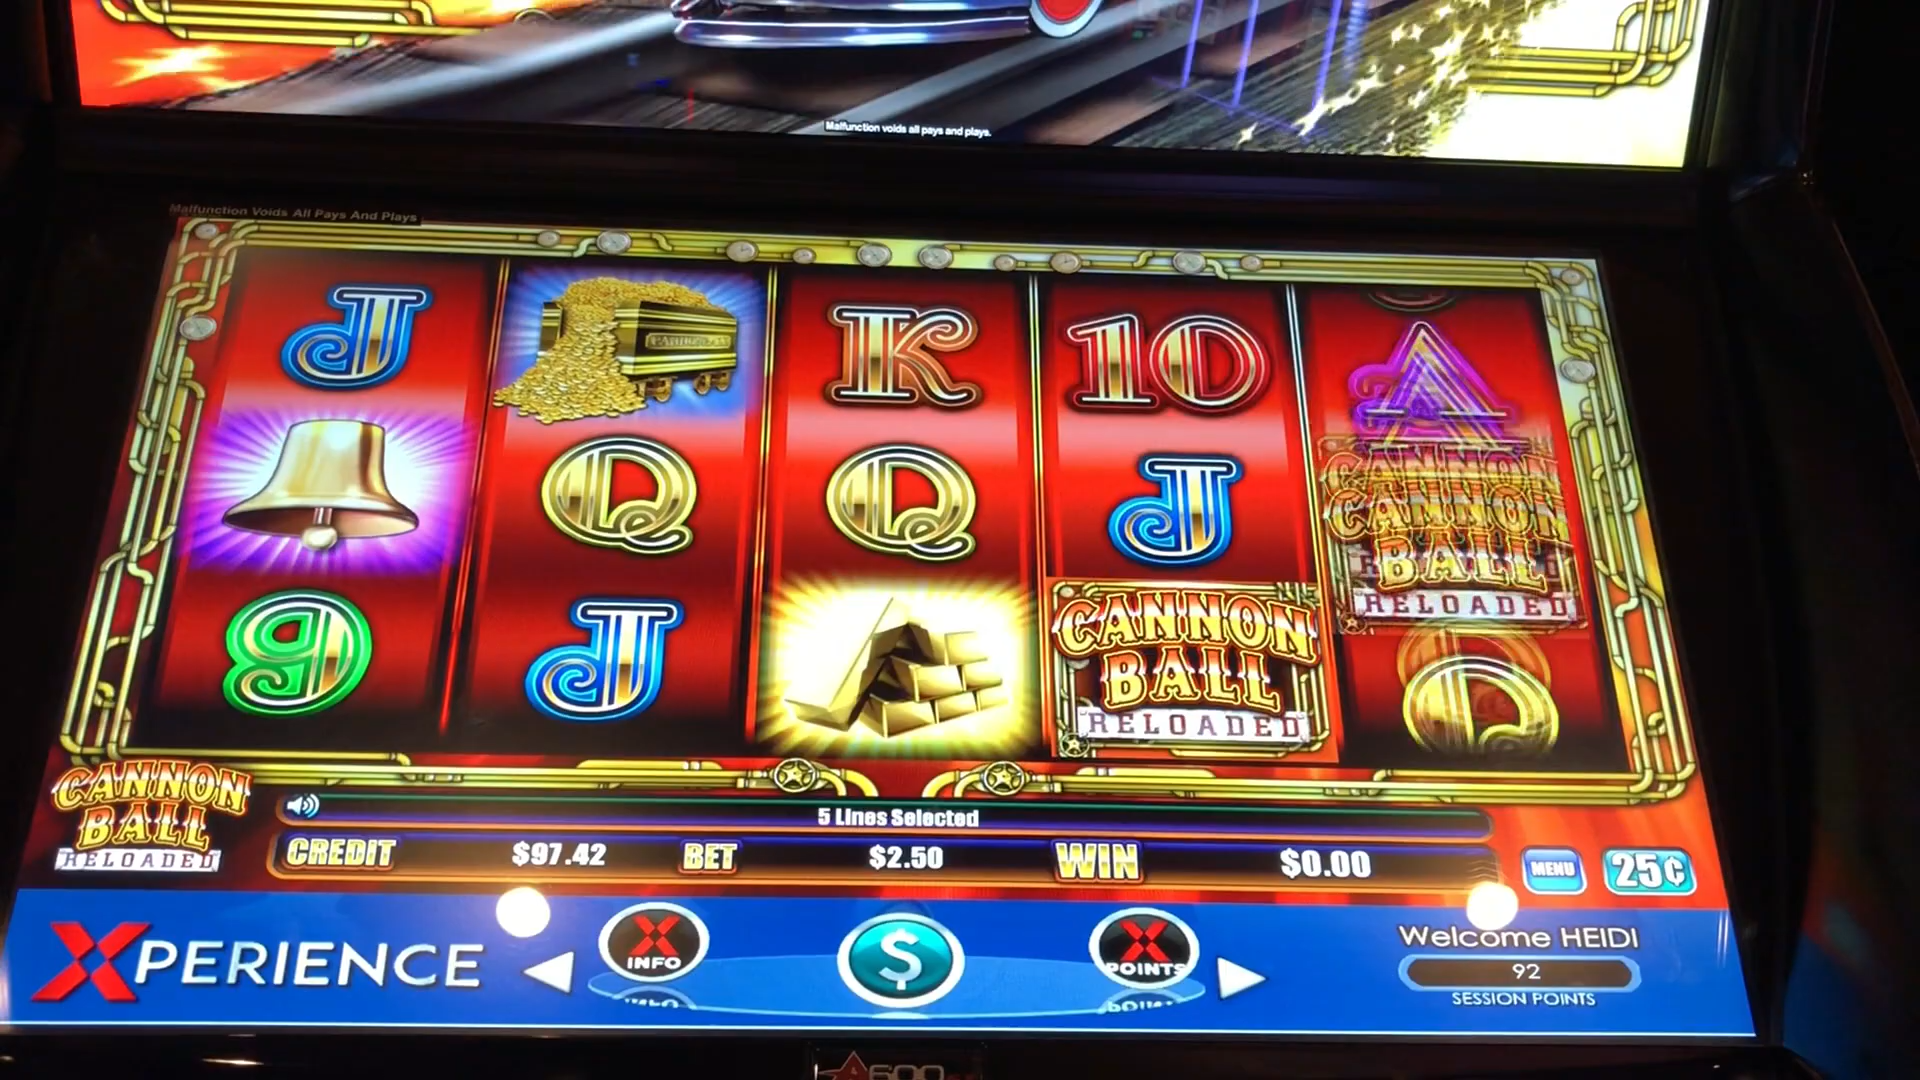 Malfunction voids all pays and plays.
Malfunction Voids All Pays And Plays
J
K
10
A
CANNON
Q
Q
J
CANNON
BALL
RELOADED
9
J
CANNON
BALL
RELOADED
Q
CANNON
BALL
RELOADED
5 Lines Selected
CREDIT $97.42 BET $2.50 WIN $0.00 MENU 25¢
XPERIENCE
X INFO
$
X POINTS
Welcome HEIDI
92
SESSION POINTS